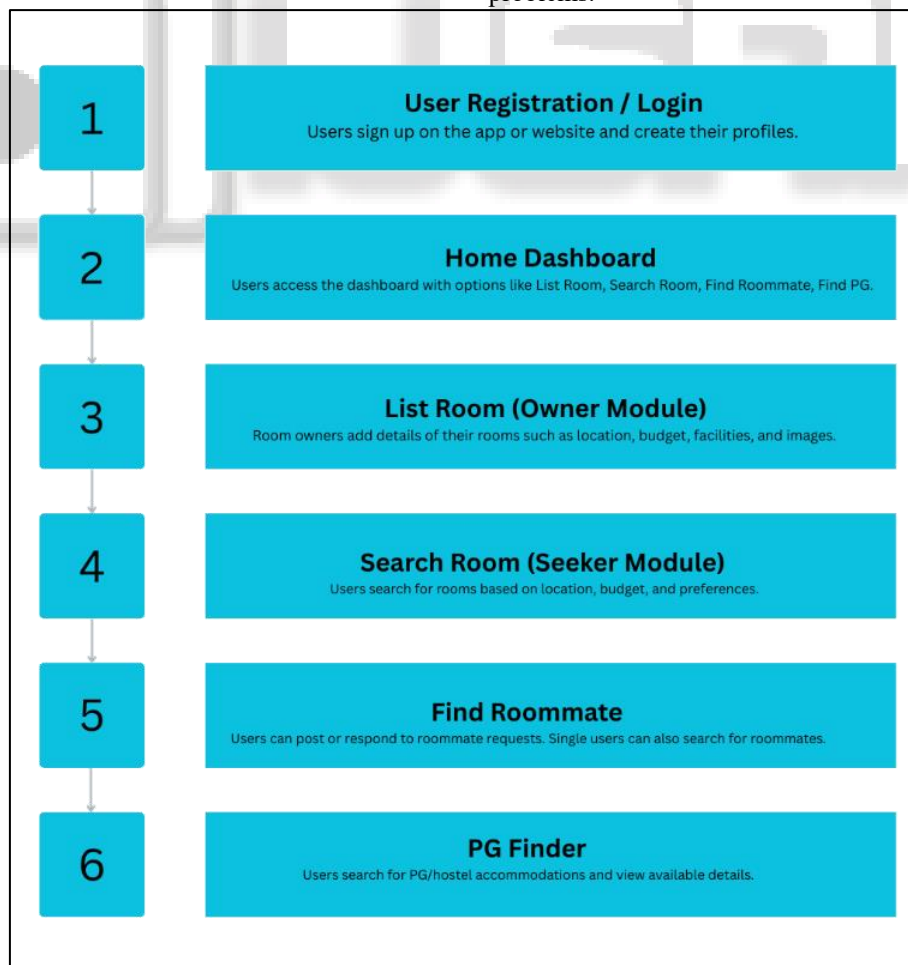 problems.
1
User Registration / Login
Users sign up on the app or website and create their profiles.
2
Home Dashboard
Users access the dashboard with options like List Room, Search Room, Find Roommate, Find PG.
3
List Room (Owner Module)
Room owners add details of their rooms such as location, budget, facilities, and images.
4
Search Room (Seeker Module)
Users search for rooms based on location, budget, and preferences.
5
Find Roommate
Users can post or respond to roommate requests. Single users can also search for roommates.
6
PG Finder
Users search for PG/hostel accommodations and view available details.